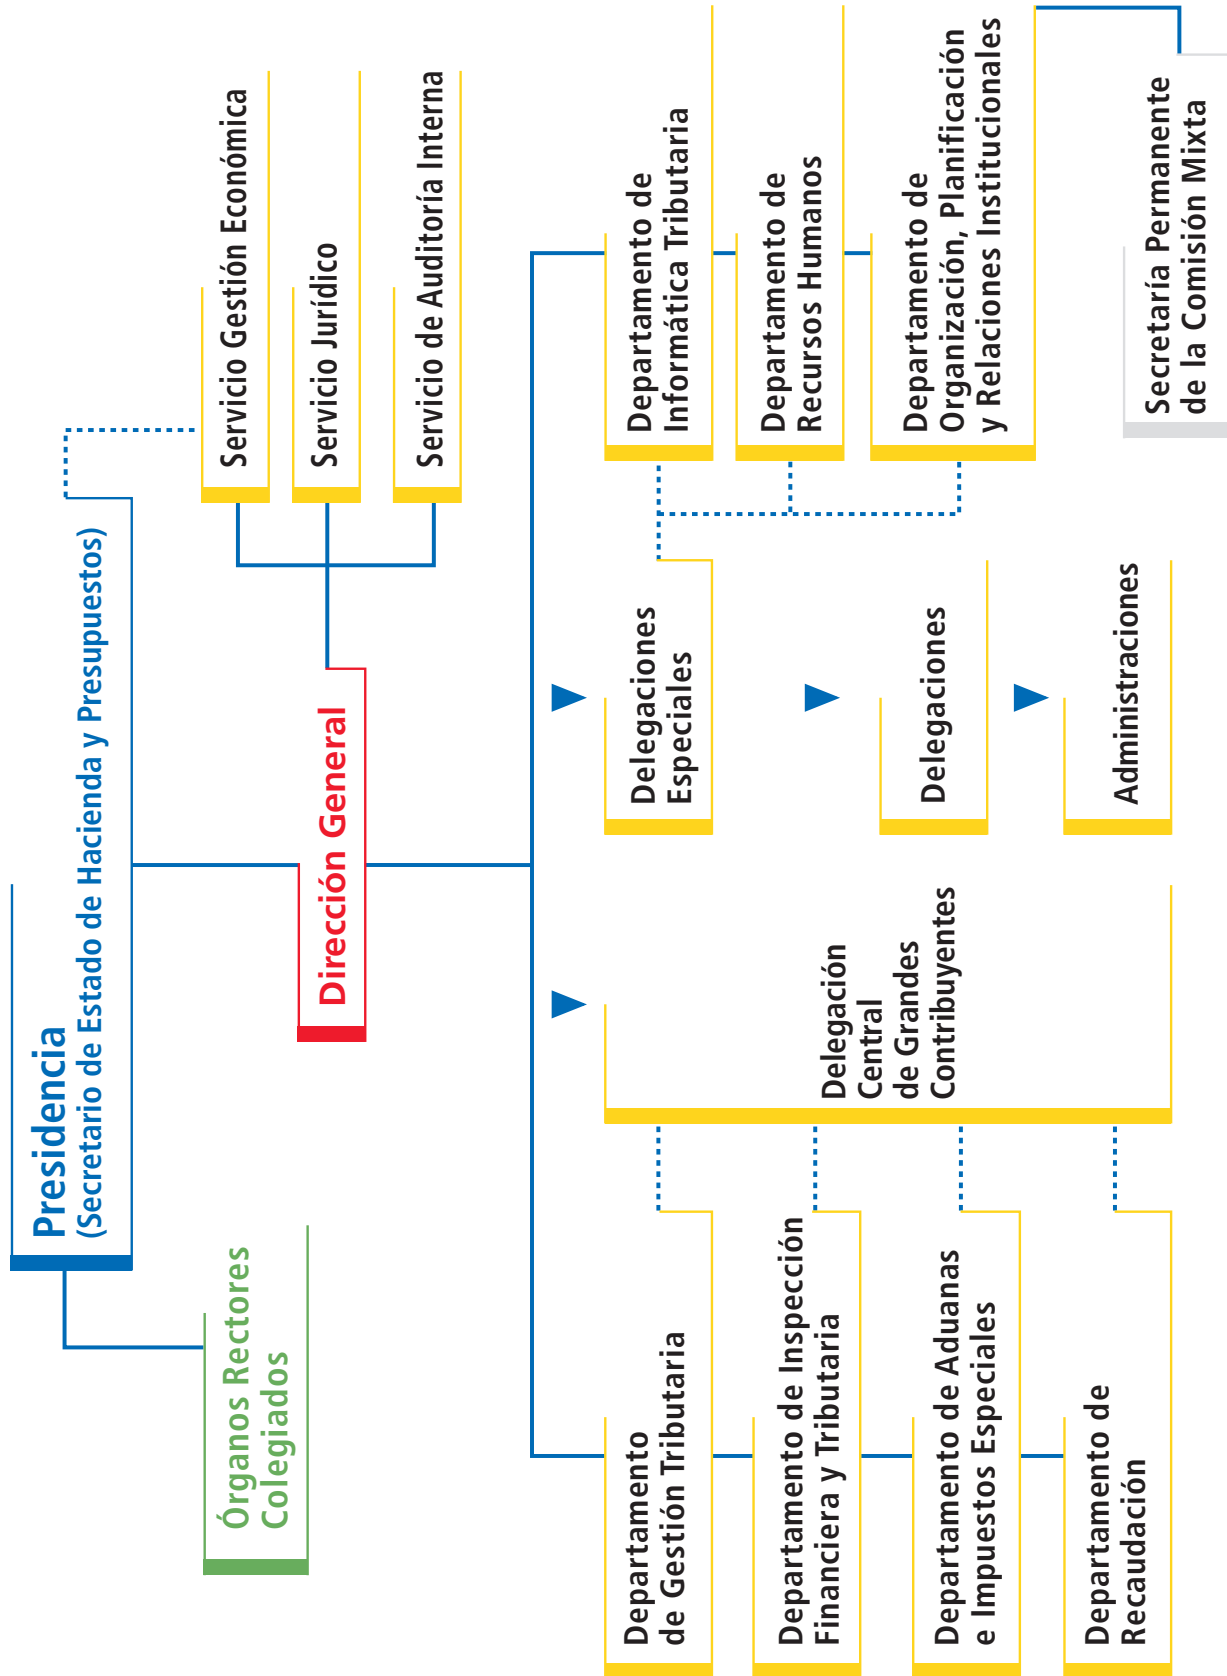 Presidencia
(Secretario de Estado de Hacienda y Presupuestos)
Órganos Rectores
Colegiados
Servicio Gestión Económica
Servicio Jurídico
Servicio de Auditoría Interna
Dirección General
Departamento
de Gestión Tributaria
Departamento de Inspección
Financiera y Tributaria
Departamento de Aduanas
e Impuestos Especiales
Departamento de
Recaudación
Delegación
Central
de Grandes
Contribuyentes
Delegaciones
Especiales
Delegaciones
Administraciones
Departamento de
Informática Tributaria
Departamento de
Recursos Humanos
Departamento de
Organización, Planificación
y Relaciones Institucionales
Secretaría Permanente
de la Comisión Mixta